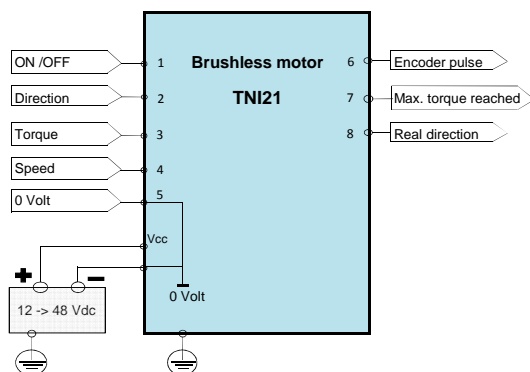 Brushless motor
TNI21
ON /OFF
Direction
Torque
Speed
0 Volt
1
2
3
4
5
6
7
8
Encoder pulse
Max. torque reached
Real direction
Vcc
+
−
12 -> 48 Vdc
0 Volt